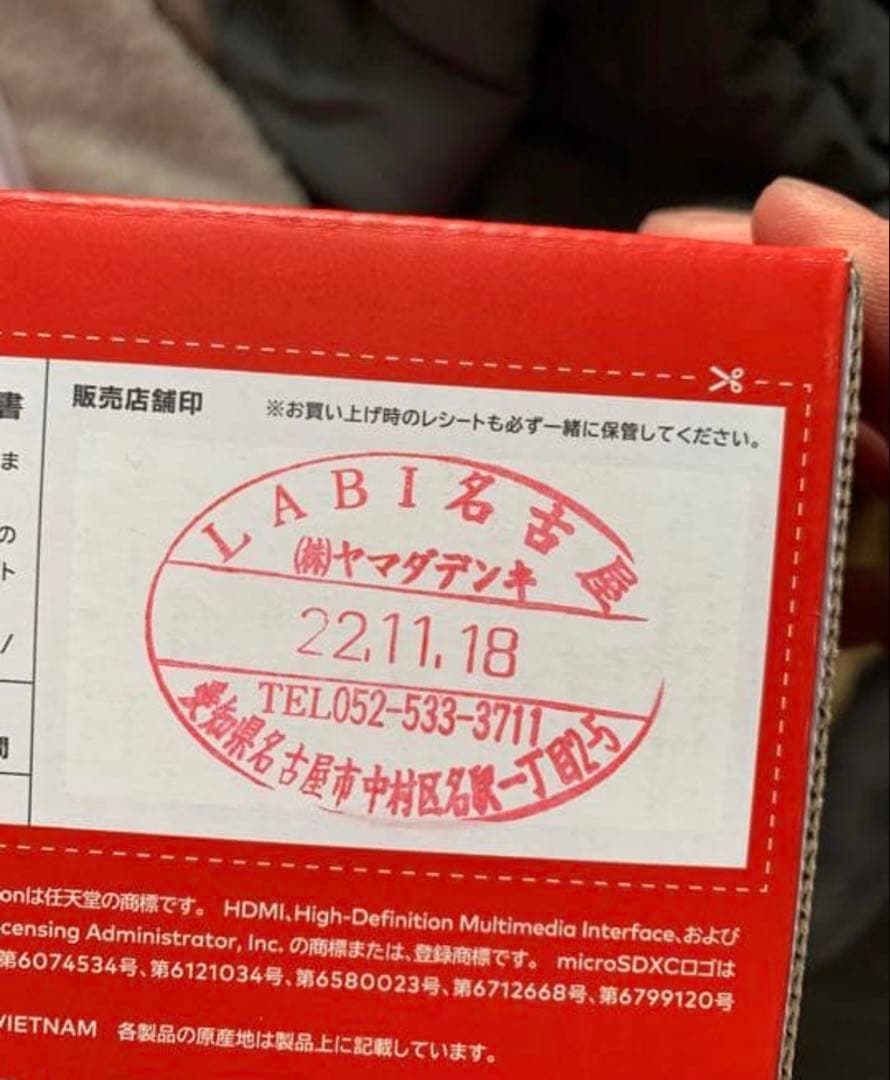 書
販売店舗印
※お買い上げ時のレシートも必ず一緒に保管してください。
ま
の
ト
/
間
LABI名古屋
㈱ヤマダデンキ
22.11.18
TEL052-533-3711
愛知県名古屋市中村区名駅一丁目2-5
onは任天堂の商標です。 HDMI、High-Definition Multimedia Interface、および
censing Administrator, Inc. の商標または、登録商標です。 microSDXCロゴは
第6074534号、第6121034号、第6580023号、第6712668号、第6799120号
VIETNAM 各製品の原産地は製品上に記載しています。